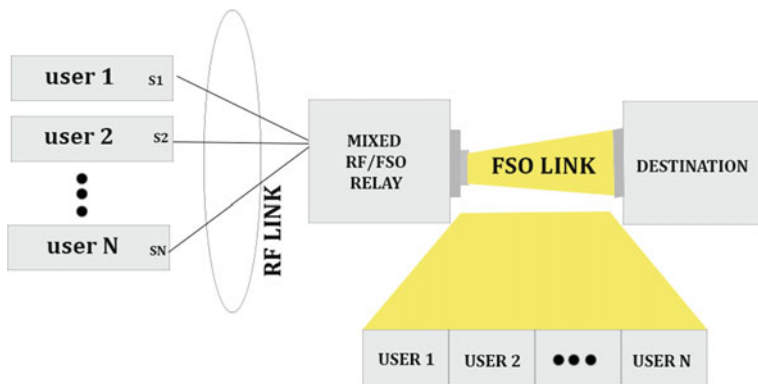 user 1 S1
user 2 S2
user N SN
RF LINK
MIXED
RF/FSO
RELAY
FSO LINK
DESTINATION
USER 1 USER 2 ●●● USER N